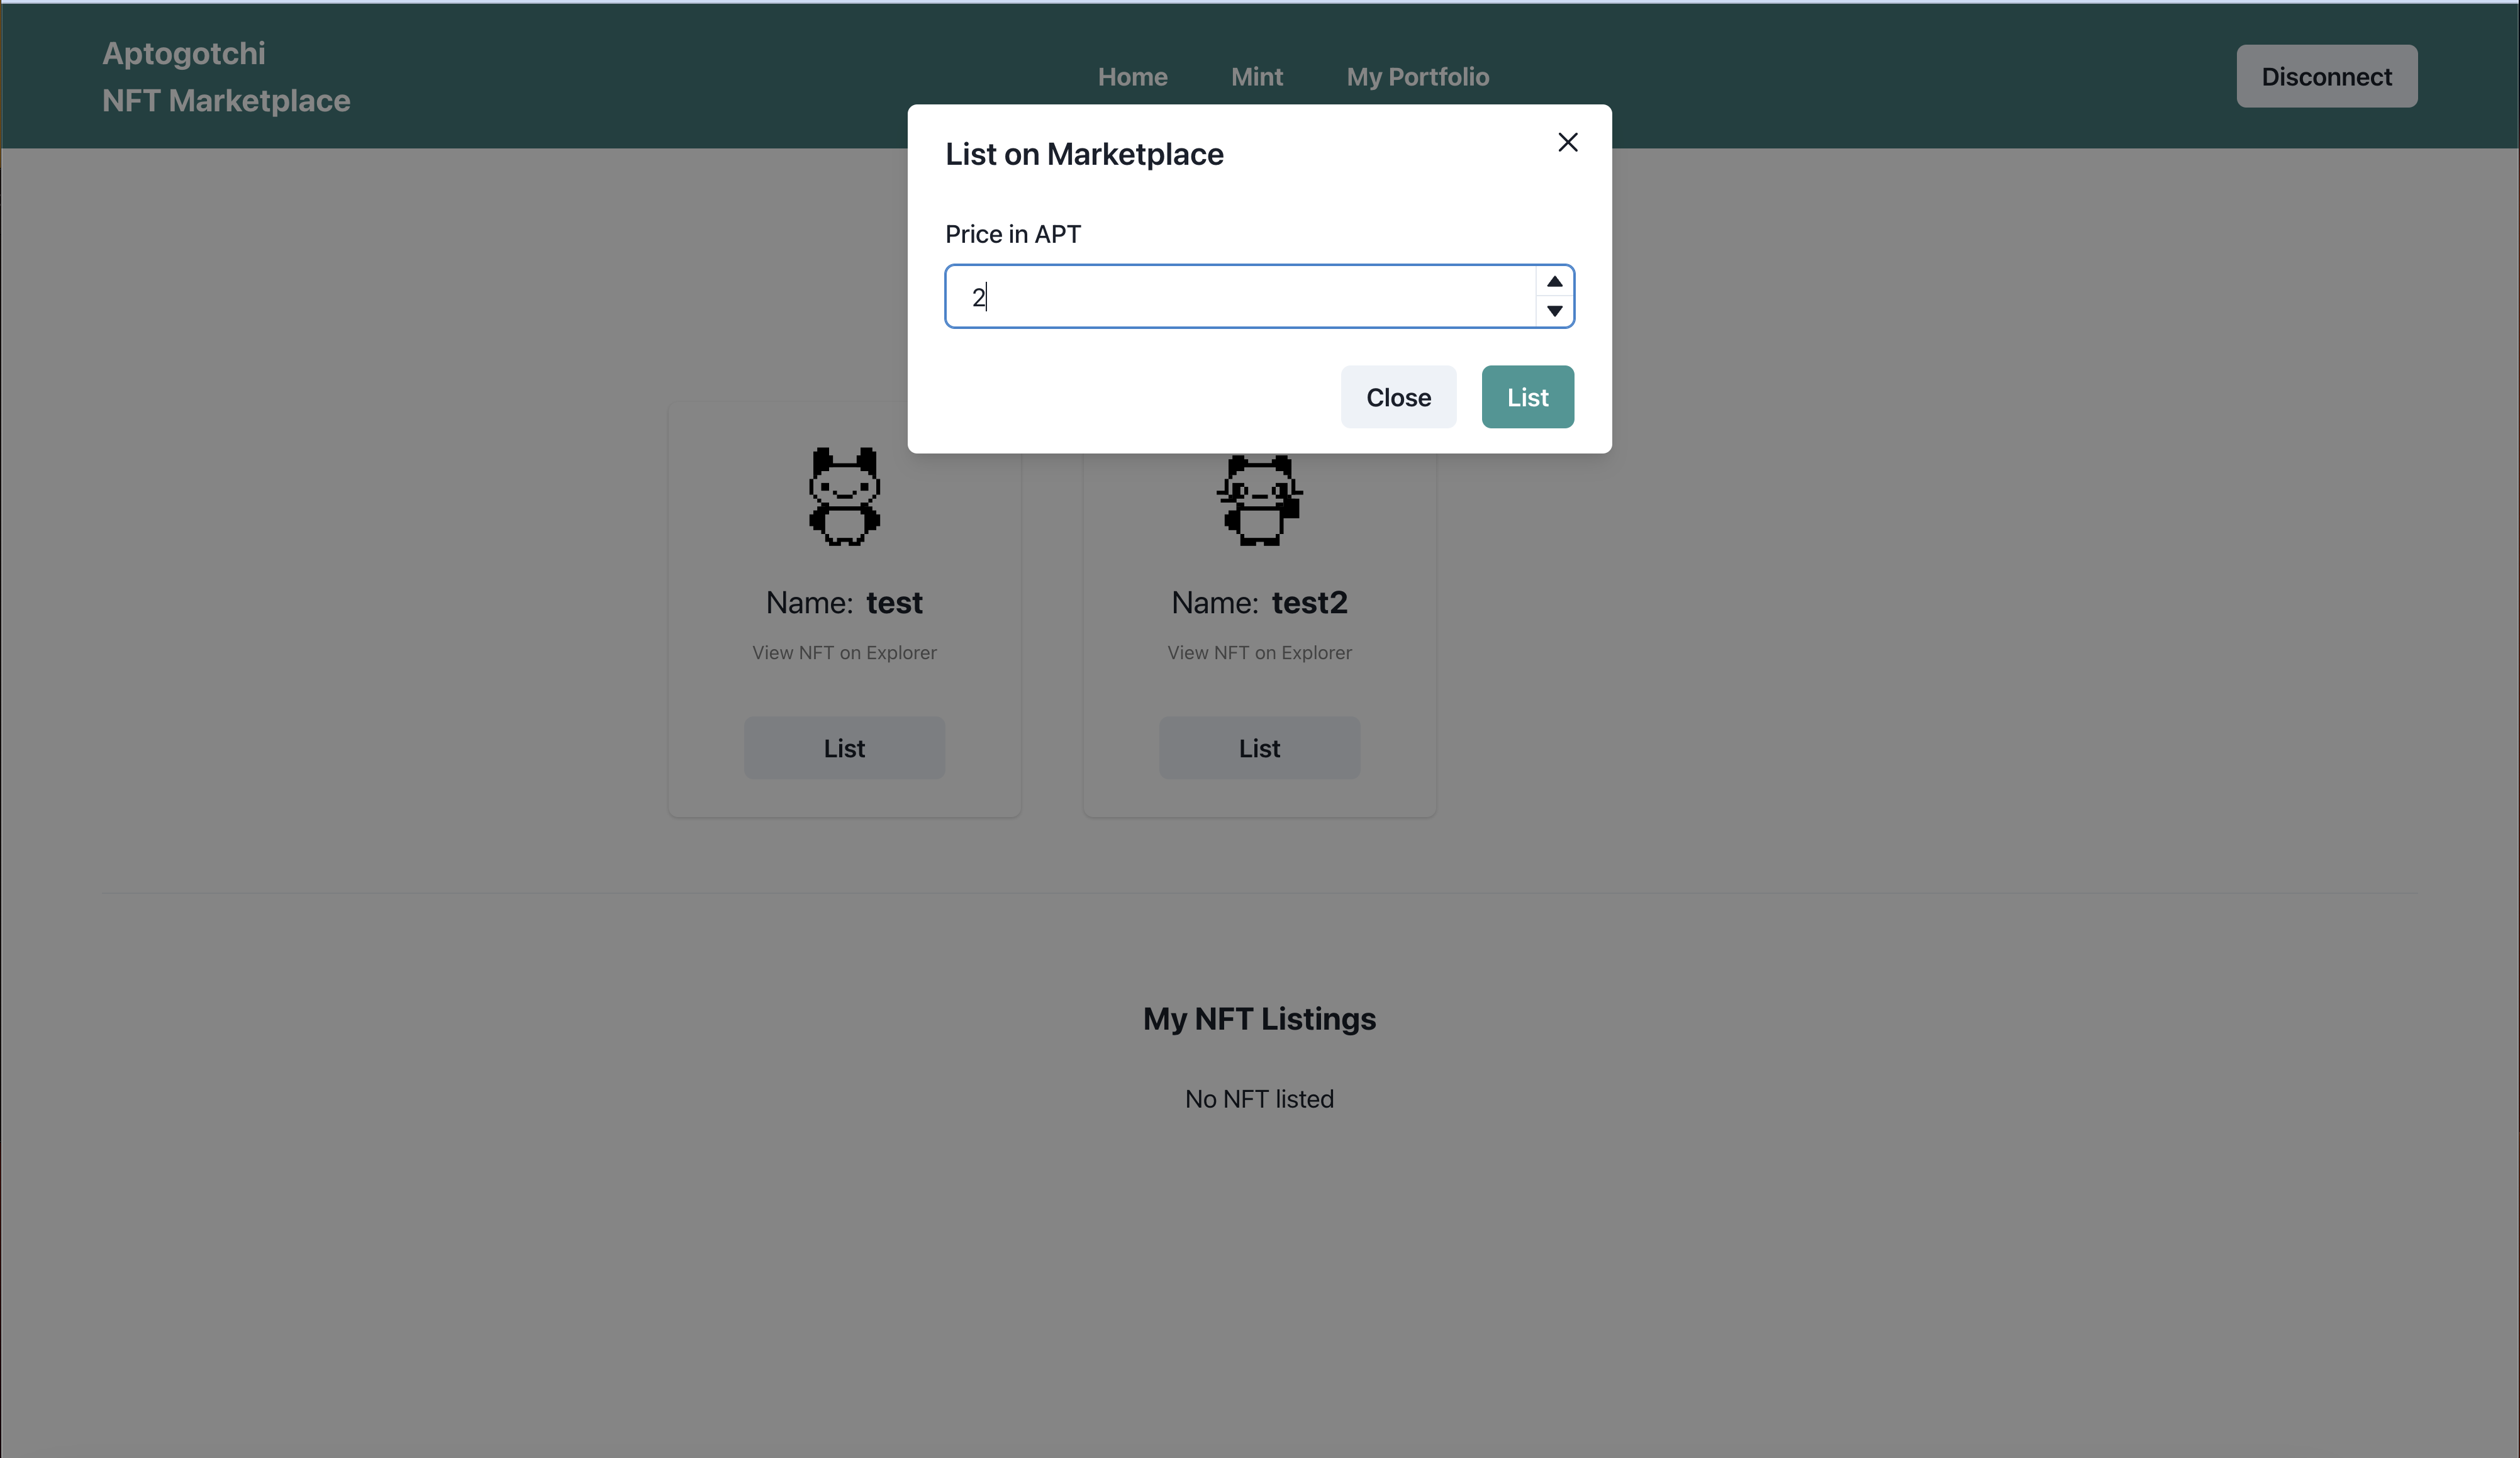 Aptogotchi
NFT Marketplace
Home Mint My Portfolio
Disconnect
List on Marketplace
Price in APT
2
Close List
Name: test
View NFT on Explorer
List
Name: test2
View NFT on Explorer
List
My NFT Listings
No NFT listed